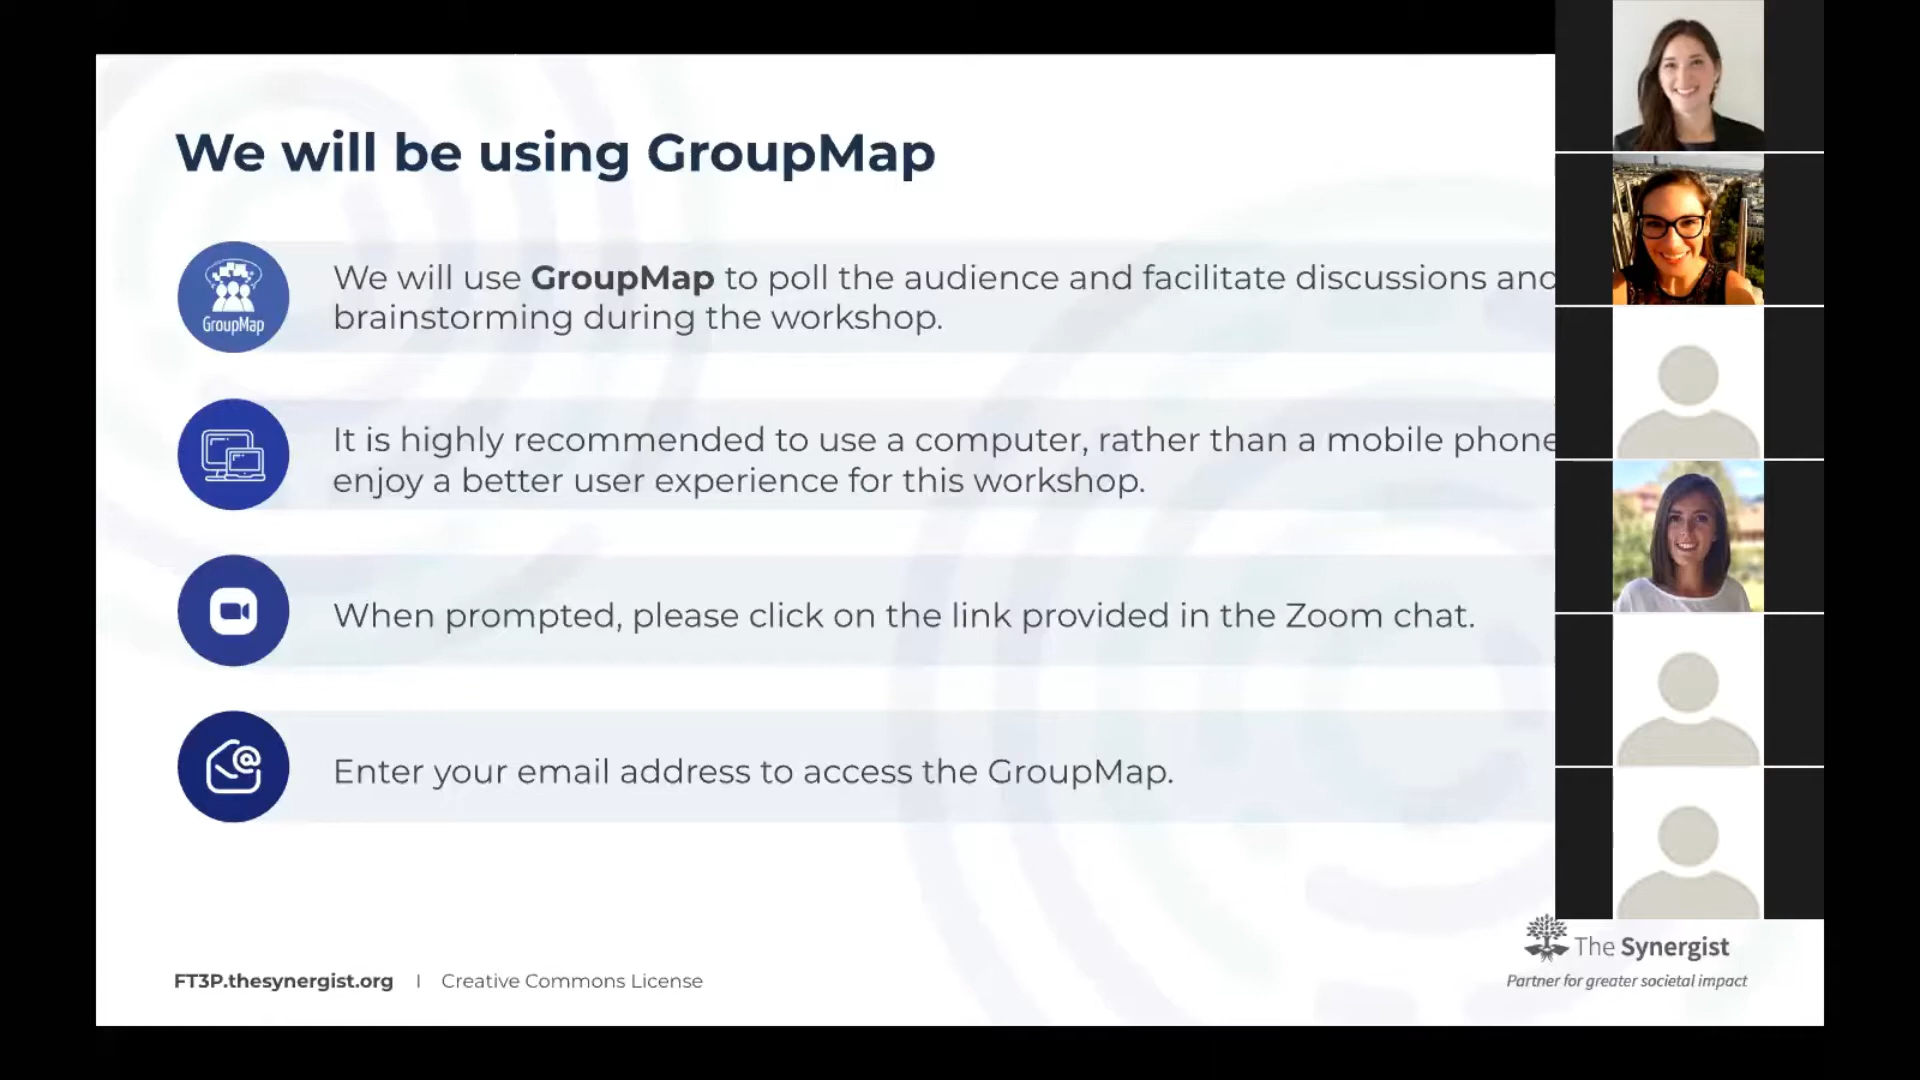 We will be using GroupMap
GroupMap
We will use GroupMap to poll the audience and facilitate discussions and
brainstorming during the workshop.
It is highly recommended to use a computer, rather than a mobile phone
enjoy a better user experience for this workshop.
When prompted, please click on the link provided in the Zoom chat.
Enter your email address to access the GroupMap.
FT3P.thesynergist.org | Creative Commons License
The Synergist
Partner for greater societal impact